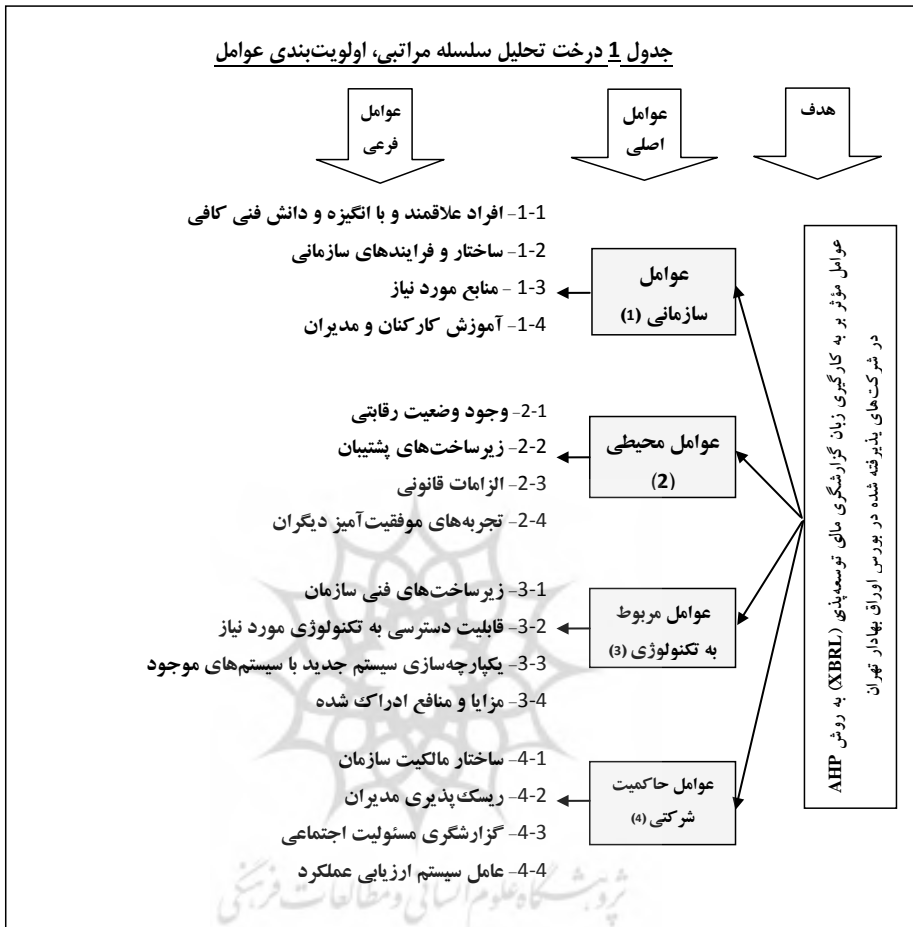 جدول 1 درخت تحلیل سلسله مراتبی، اولویت‌بندی عوامل
هدف
عوامل
اصلی
عوامل
فرعی
عوامل مؤثر بر به کارگیری زبان گزارشگری مالی توسعه‌پذی (XBRL) به روش AHP
در شرکت‌های پذیرفته شده در بورس اوراق بهادار تهران
عوامل
سازمانی (1)
1-1- افراد علاقمند و با انگیزه و دانش فنی کافی
1-2- ساختار و فرایندهای سازمانی
1-3 - منابع مورد نیاز
1-4- آموزش کارکنان و مدیران
عوامل محیطی
(2)
2-1- وجود وضعیت رقابتی
2-2- زیرساخت‌های پشتیبان
2-3- الزامات قانونی
2-4- تجربه‌های موفقیت‌آمیز دیگران
عوامل مربوط
به تکنولوژی (3)
3-1- زیرساخت‌های فنی سازمان
3-2- قابلیت دسترسی به تکنولوژی مورد نیاز
3-3- یکپارچه‌سازی سیستم جدید با سیستم‌های موجود
3-4- مزایا و منافع ادراک شده
عوامل حاکمیت
شرکتی (4)
4-1- ساختار مالکیت سازمان
4-2- ریسک‌پذیری مدیران
4-3- گزارشگری مسئولیت اجتماعی
4-4- عامل سیستم ارزیابی عملکرد
پژوهشگاه علوم انسانی و مطالعات فرهنگی